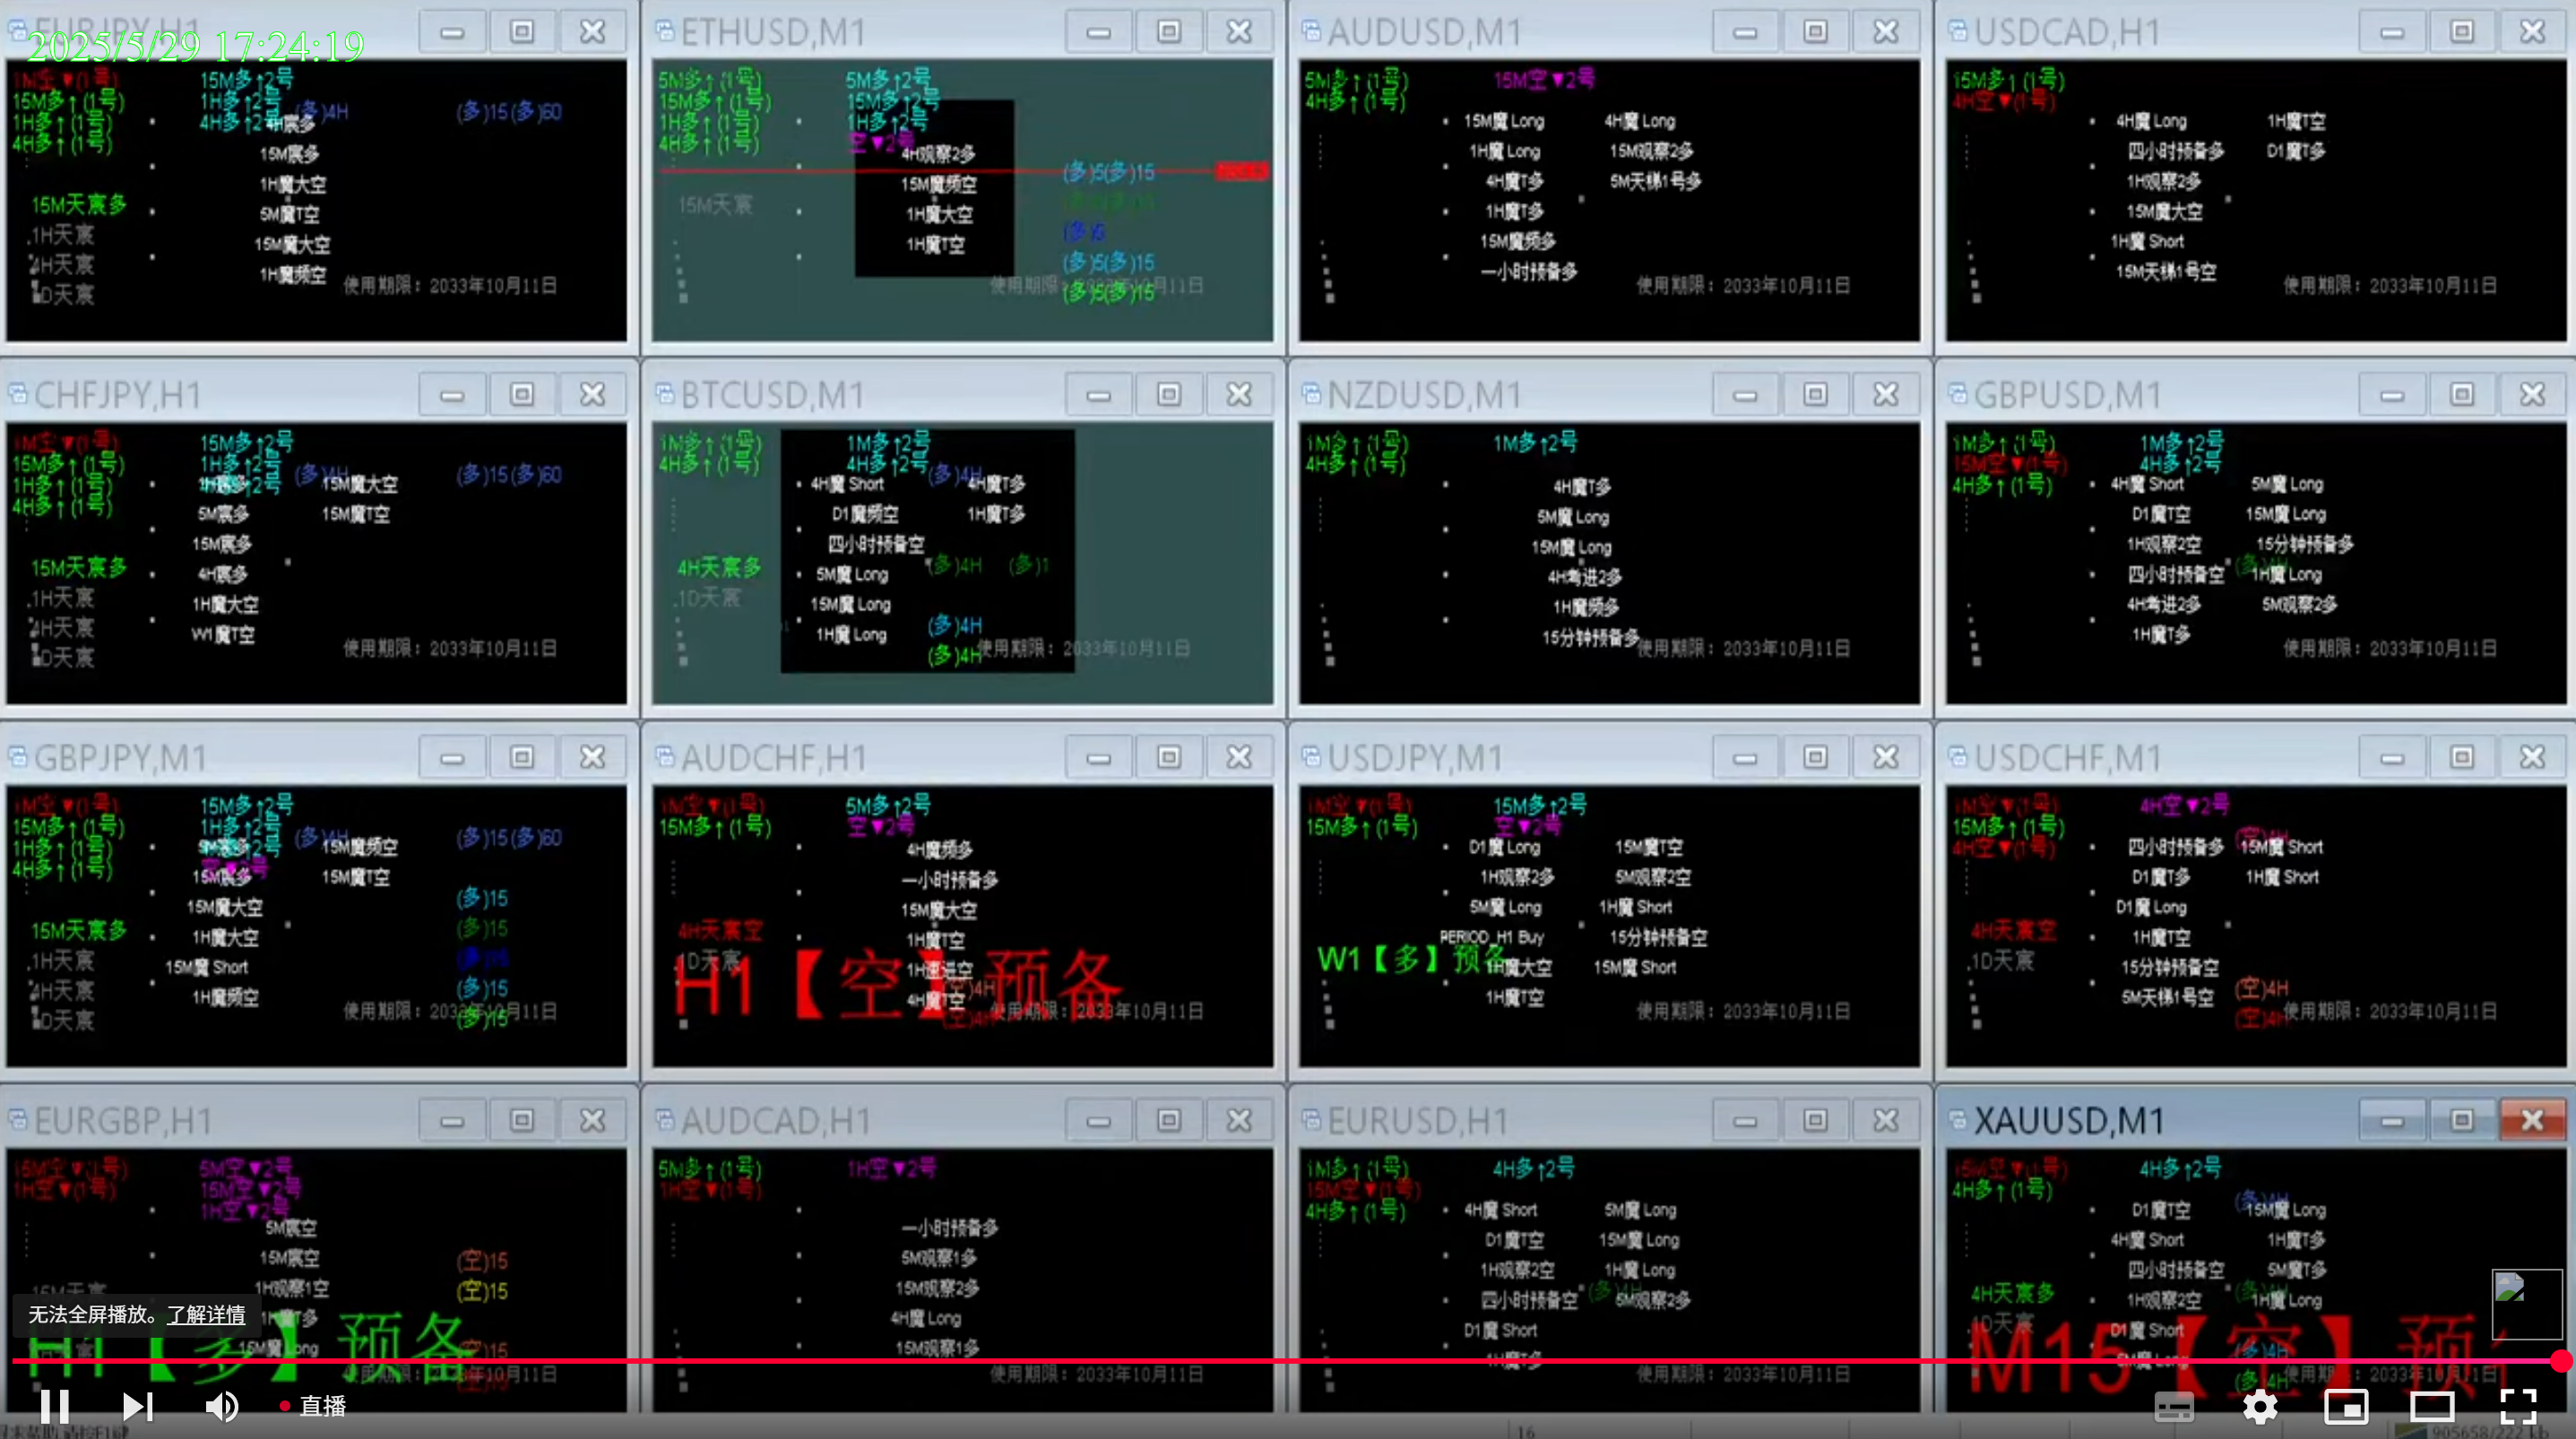 EURJPY,H1
2025/5/29 17:24:19
1M空▼(1号)
15M多↑(1号)
1H多↑(1号)
4H多↑(1号)
15M多↑2号
1H多↑2号
4H多↑2号
(多)4H
(多)15(多)60
4H宸多
15M宸多
1H魔大空
5M魔T空
15M魔大空
1H魔频空
15M天宸多
1H天宸
4H天宸
D天宸
使用期限：2033年10月11日
ETHUSD,M1
5M多↑(1号)
15M多↑(1号)
1H多↑(1号)
4H多↑(1号)
5M多↑2号
15M多↑2号
1H多↑2号
空▼2号
4H观察2多
15M魔频空
1H魔大空
1H魔T空
15M天宸
(多)5(多)15
(多)5
(多)5(多)15
(多)5(多)15
使用期限：2033年10月11日
AUDUSD,M1
5M多↑(1号)
4H多↑(1号)
15M空▼2号
15M魔 Long
4H魔 Long
1H魔 Long
15M观察2多
4H魔T多
5M天梯1号多
1H魔T多
15M魔频多
一小时预备多
使用期限：2033年10月11日
USDCAD,H1
15M多↑(1号)
4H空▼(1号)
4H魔 Long
1H魔T空
四小时预备多
D1魔T多
1H观察2多
15M魔大空
1H魔 Short
15M天梯1号空
使用期限：2033年10月11日
CHFJPY,H1
1M空▼(1号)
15M多↑(1号)
1H多↑(1号)
4H多↑(1号)
15M多↑2号
1H多↑2号
(多)4H
(多)15(多)60
15M魔大空
5M宸多
15M魔T空
15M宸多
4H宸多
1H魔大空
W1魔T空
15M天宸多
1H天宸
4H天宸
D天宸
使用期限：2033年10月11日
BTCUSD,M1
1M多↑(1号)
4H多↑(1号)
1M多↑2号
4H多↑2号
(多)4H
4H魔 Short
4H魔T多
D1魔频空
1H魔T多
四小时预备空
(多)4H
(多)1
5M魔 Long
15M魔 Long
1H魔 Long
4H天宸多
1D天宸
(多)4H
(多)4H
使用期限：2033年10月11日
NZDUSD,M1
1M多↑(1号)
4H多↑(1号)
1M多↑2号
4H魔T多
5M魔 Long
15M魔 Long
4H考进2多
1H魔频多
15分钟预备多
使用期限：2033年10月11日
GBPUSD,M1
1M多↑(1号)
15M空▼(1号)
4H多↑(1号)
1M多↑2号
4H多↑2号
4H魔 Short
5M魔 Long
D1魔T空
15M魔 Long
1H观察2空
15分钟预备多
四小时预备空
1H魔 Long
4H考进2多
5M观察2多
1H魔T多
使用期限：2033年10月11日
GBPJPY,M1
1M空▼(1号)
15M多↑(1号)
1H多↑(1号)
4H多↑(1号)
15M多↑2号
1H多↑2号
(多)4H
(多)15(多)60
5M宸多
15M魔频空
15M宸多
15M魔T空
15M魔大空
1H魔大空
15M魔 Short
1H魔频空
(多)15
(多)15
(多)15
(多)15
(多)15
15M天宸多
1H天宸
4H天宸
D天宸
使用期限：2033年10月11日
AUDCHF,H1
1M空▼(1号)
15M多↑(1号)
5M多↑2号
空▼2号
4H魔频多
一小时预备多
15M魔大空
1H魔T空
1H速进空
4H魔T空
4H天宸空
1D天宸
H1【空】预备
(空)4H
使用期限：2033年10月11日
USDJPY,M1
1M空▼(1号)
15M多↑(1号)
15M多↑2号
空▼2号
D1魔 Long
15M魔T空
1H观察2多
5M观察2空
5M魔 Long
1H魔 Short
PERIOD_H1 Buy
15分钟预备空
W1【多】预备
1H魔大空
15M魔 Short
1H魔T空
使用期限：2033年10月11日
USDCHF,M1
1M空▼(1号)
15M多↑(1号)
4H空▼(1号)
4H空▼2号
(空)4H
四小时预备多
15M魔 Short
D1魔T多
1H魔 Short
D1魔 Long
1H魔T空
15分钟预备空
5M天梯1号空
4H天宸空
1D天宸
(空)4H
(空)4H
使用期限：2033年10月11日
EURGBP,H1
15M空▼(1号)
1H空▼(1号)
5M空▼2号
15M空▼2号
1H空▼2号
5M宸空
15M宸空
1H观察1空
1H魔T多
15M魔 Long
(空)15
(空)15
(空)15
15M天宸
H1【多】预备
使用期限：2033年10月11日
AUDCAD,H1
5M多↑(1号)
1H空▼(1号)
1H空▼2号
一小时预备多
5M观察1多
15M观察2多
4H魔 Long
15M观察1多
使用期限：2033年10月11日
EURUSD,H1
1M多↑(1号)
15M空▼(1号)
4H多↑(1号)
4H多↑2号
4H魔 Short
5M魔 Long
D1魔T空
15M魔 Long
1H观察2空
1H魔 Long
四小时预备空
5M观察2多
D1魔 Short
1H魔T多
使用期限：2033年10月11日
XAUUSD,M1
15M空▼(1号)
4H多↑(1号)
4H多↑2号
(多)4H
D1魔T空
15M魔 Long
4H魔 Short
1H魔T多
四小时预备空
5M魔T多
1H观察2空
1H魔 Long
D1魔 Short
4H天宸多
1D天宸
(多)4H
(多)4H
M15【空】预
使用期限：2033年10月11日
无法全屏播放。了解详情
直播
16
905658/222 kb